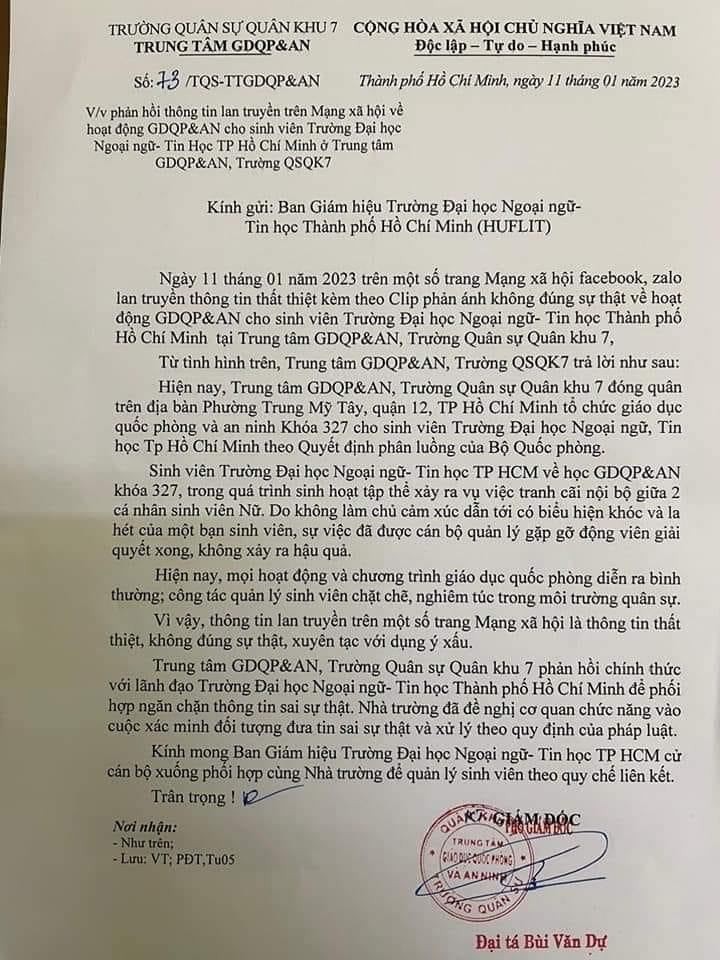 TRƯỜNG QUÂN SỰ QUÂN KHU 7
TRUNG TÂM GDQP&AN
CỘNG HÒA XÃ HỘI CHỦ NGHĨA VIỆT NAM
Độc lập – Tự do – Hạnh phúc
Số: 73 /TQS-TTGDQP&AN
Thành phố Hồ Chí Minh, ngày 11 tháng 01 năm 2023
V/v phản hồi thông tin lan truyền trên Mạng xã hội về
hoạt động GDQP&AN cho sinh viên Trường Đại học
Ngoại ngữ- Tin Học TP Hồ Chí Minh ở Trung tâm
GDQP&AN, Trường QSQK7
Kính gửi: Ban Giám hiệu Trường Đại học Ngoại ngữ-
Tin học Thành phố Hồ Chí Minh (HUFLIT)
Ngày 11 tháng 01 năm 2023 trên một số trang Mạng xã hội facebook, zalo
lan truyền thông tin thất thiệt kèm theo Clip phản ánh không đúng sự thật về hoạt
động GDQP&AN cho sinh viên Trường Đại học Ngoại ngữ- Tin học Thành phố
Hồ Chí Minh tại Trung tâm GDQP&AN, Trường Quân sự Quân khu 7,
Từ tình hình trên, Trung tâm GDQP&AN, Trường QSQK7 trả lời như sau:
Hiện nay, Trung tâm GDQP&AN, Trường Quân sự Quân khu 7 đóng quân
trên địa bàn Phường Trung Mỹ Tây, quận 12, TP Hồ Chí Minh tổ chức giáo dục
quốc phòng và an ninh Khóa 327 cho sinh viên Trường Đại học Ngoại ngữ, Tin
học Tp Hồ Chí Minh theo Quyết định phân luồng của Bộ Quốc phòng.
Sinh viên Trường Đại học Ngoại ngữ- Tin học TP HCM về học GDQP&AN
khóa 327, trong quá trình sinh hoạt tập thể xảy ra vụ việc tranh cãi nội bộ giữa 2
cá nhân sinh viên Nữ. Do không làm chủ cảm xúc dẫn tới có biểu hiện khóc và la
hét của một bạn sinh viên, sự việc đã được cán bộ quản lý gặp gỡ động viên giải
quyết xong, không xảy ra hậu quả.
Hiện nay, mọi hoạt động và chương trình giáo dục quốc phòng diễn ra bình
thường; công tác quản lý sinh viên chặt chẽ, nghiêm túc trong môi trường quân sự.
Vì vậy, thông tin lan truyền trên một số trang Mạng xã hội là thông tin thất
thiệt, không đúng sự thật, xuyên tạc với dụng ý xấu.
Trung tâm GDQP&AN, Trường Quân sự Quân khu 7 phản hồi chính thức
với lãnh đạo Trường Đại học Ngoại ngữ- Tin học Thành phố Hồ Chí Minh để phối
hợp ngăn chặn thông tin sai sự thật. Nhà trường đã đề nghị cơ quan chức năng vào
cuộc xác minh đối tượng đưa tin sai sự thật và xử lý theo quy định của pháp luật.
Kính mong Ban Giám hiệu Trường Đại học Ngoại ngữ- Tin học TP HCM cử
cán bộ xuống phối hợp cùng Nhà trường để quản lý sinh viên theo quy chế liên kết.
Trân trọng !
Nơi nhận:
- Như trên;
- Lưu: VT; PĐT,Tu05
GIÁM ĐỐC
PHÓ GIÁM ĐỐC
QUÂN KHU
TRUNG TÂM
GIÁO DỤC QUỐC PHÒNG
VÀ AN NINH
TRƯỜNG QUÂN SỰ
Đại tá Bùi Văn Dự